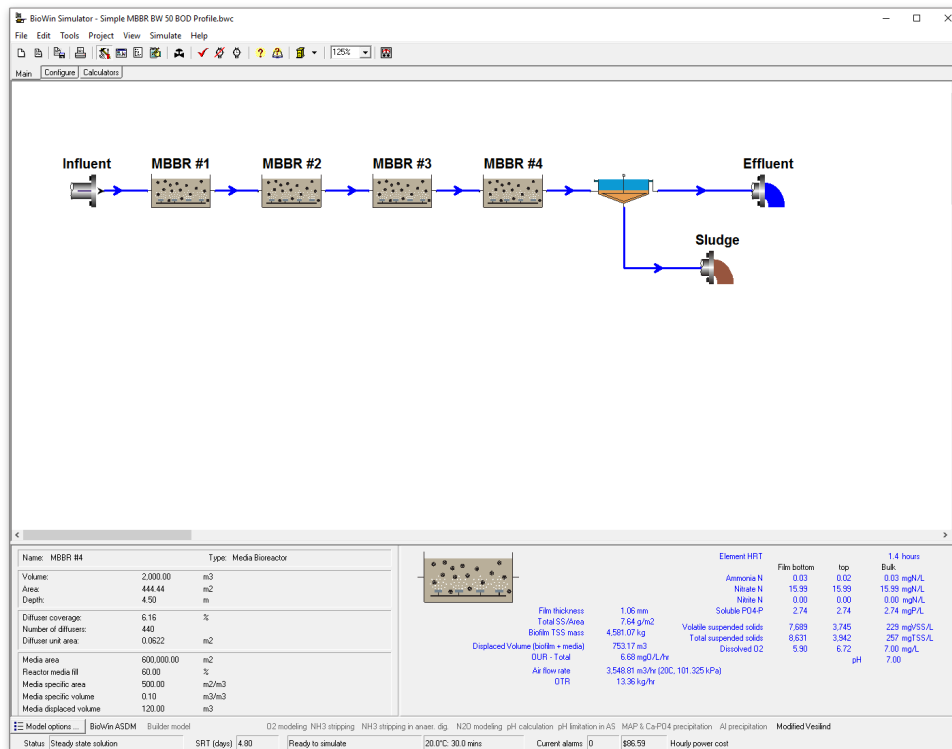 BioWin Simulator - Simple MBBR BW 50 BOD Profile.bwc
File Edit Tools Project View Simulate Help
125%
Main Configure Calculators
Influent MBBR #1 MBBR #2 MBBR #3 MBBR #4 Effluent
Sludge
Name: MBBR #4 Type: Media Bioreactor
Volume: 2,000.00 m3
Area: 444.44 m2
Depth: 4.50 m
Diffuser coverage: 6.16 %
Number of diffusers: 440
Diffuser unit area: 0.0622 m2
Media area 600,000.00 m2
Reactor media fill 60.00 %
Media specific area 500.00 m2/m3
Media specific volume 0.10 m3/m3
Media displaced volume 120.00 m3
Element HRT 1.4 hours
Film bottom top Bulk
Ammonia N 0.03 0.02 0.03 mgN/L
Nitrate N 15.99 15.99 15.99 mgN/L
Nitrite N 0.00 0.00 0.00 mgN/L
Soluble PO4-P 2.74 2.74 2.74 mgP/L
Volatile suspended solids 7,689 3,745 229 mgVSS/L
Total suspended solids 8,631 3,942 257 mgTSS/L
Dissolved O2 5.90 6.72 7.00 mg/L
pH 7.00
Film thickness 1.06 mm
Total SS/Area 7.64 g/m2
Biofilm TSS mass 4,581.07 kg
Displaced Volume (biofilm + media) 753.17 m3
OUR - Total 6.68 mgO/L/hr
Air flow rate 3,548.81 m3/hr (20C, 101.325 kPa)
OTR 13.36 kg/hr
Model options ... BioWin ASDM Builder model O2 modeling NH3 stripping NH3 stripping in anaer. dig. N2O modeling pH calculation pH limitation in AS MAP & Ca-PO4 precipitation Al precipitation Modified Vesilind
Status Steady state solution SRT (days) 4.80 Ready to simulate 20.0°C: 30.0 mins Current alarms 0 $86.59 Hourly power cost